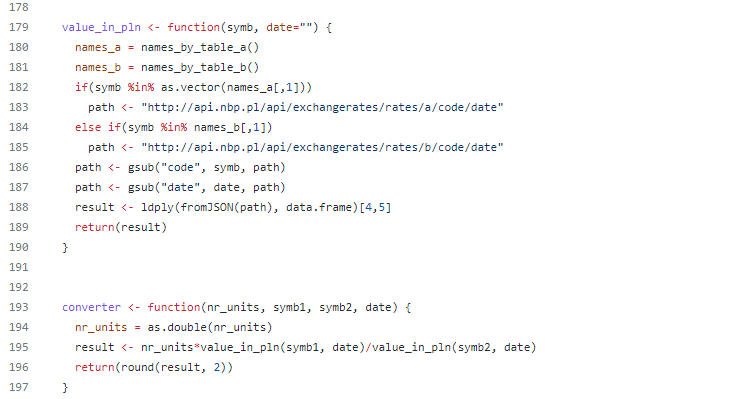 178
179 value_in_pln <- function(symb, date="") {
180 names_a = names_by_table_a()
181 names_b = names_by_table_b()
182 if(symb %in% as.vector(names_a[,1]))
183 path <- "http://api.nbp.pl/api/exchangerates/rates/a/code/date"
184 else if(symb %in% names_b[,1])
185 path <- "http://api.nbp.pl/api/exchangerates/rates/b/code/date"
186 path <- gsub("code", symb, path)
187 path <- gsub("date", date, path)
188 result <- ldply(fromJSON(path), data.frame)[4,5]
189 return(result)
190 }
191
192
193 converter <- function(nr_units, symb1, symb2, date) {
194 nr_units = as.double(nr_units)
195 result <- nr_units*value_in_pln(symb1, date)/value_in_pln(symb2, date)
196 return(round(result, 2))
197 }